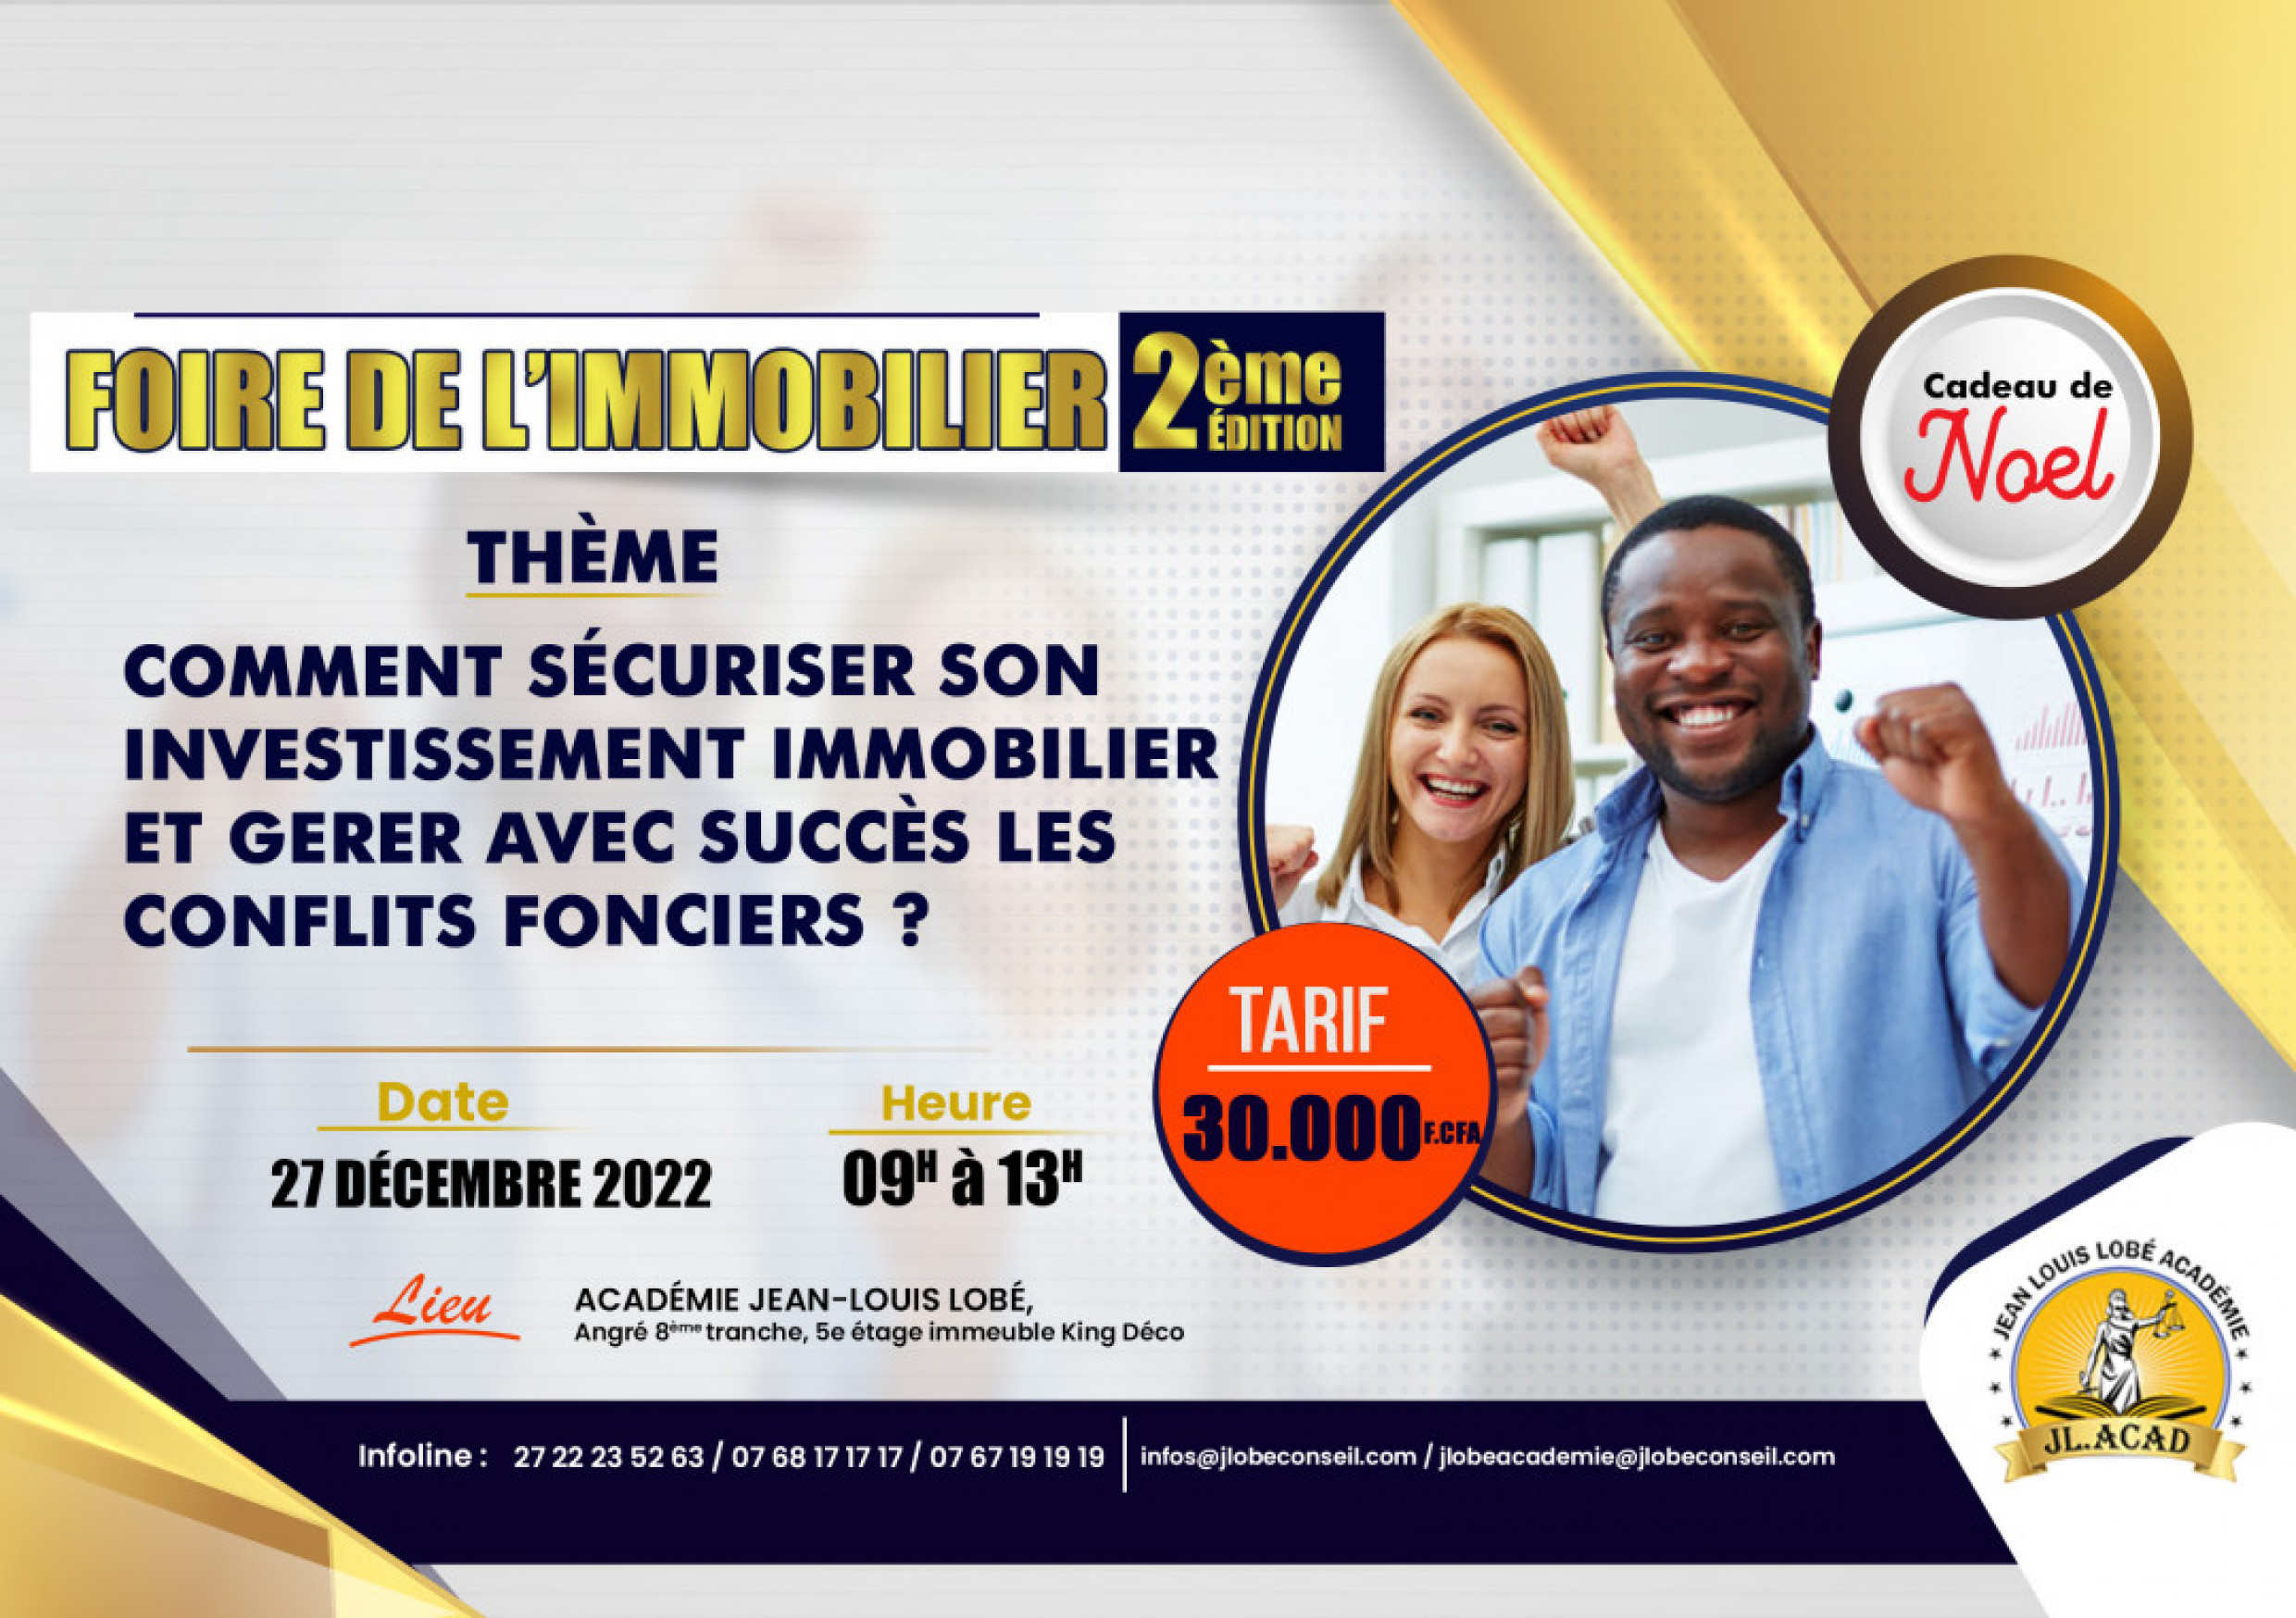 FOIRE DE L'IMMOBILIER 2ème ÉDITION
Cadeau de
Noel
THÈME
COMMENT SÉCURISER SON
INVESTISSEMENT IMMOBILIER
ET GERER AVEC SUCCÈS LES
CONFLITS FONCIERS ?
TARIF
30.000 F.CFA
Date
27 DÉCEMBRE 2022
Heure
09H à 13H
Lieu
ACADÉMIE JEAN-LOUIS LOBÉ,
Angré 8ème tranche, 5e étage immeuble King Déco
Infoline : 27 22 23 52 63 / 07 68 17 17 17 / 07 67 19 19 19
infos@jlobeconseil.com / jlobeacademie@jlobeconseil.com
JEAN LOUIS LOBÉ ACADÉMIE
JL.ACAD